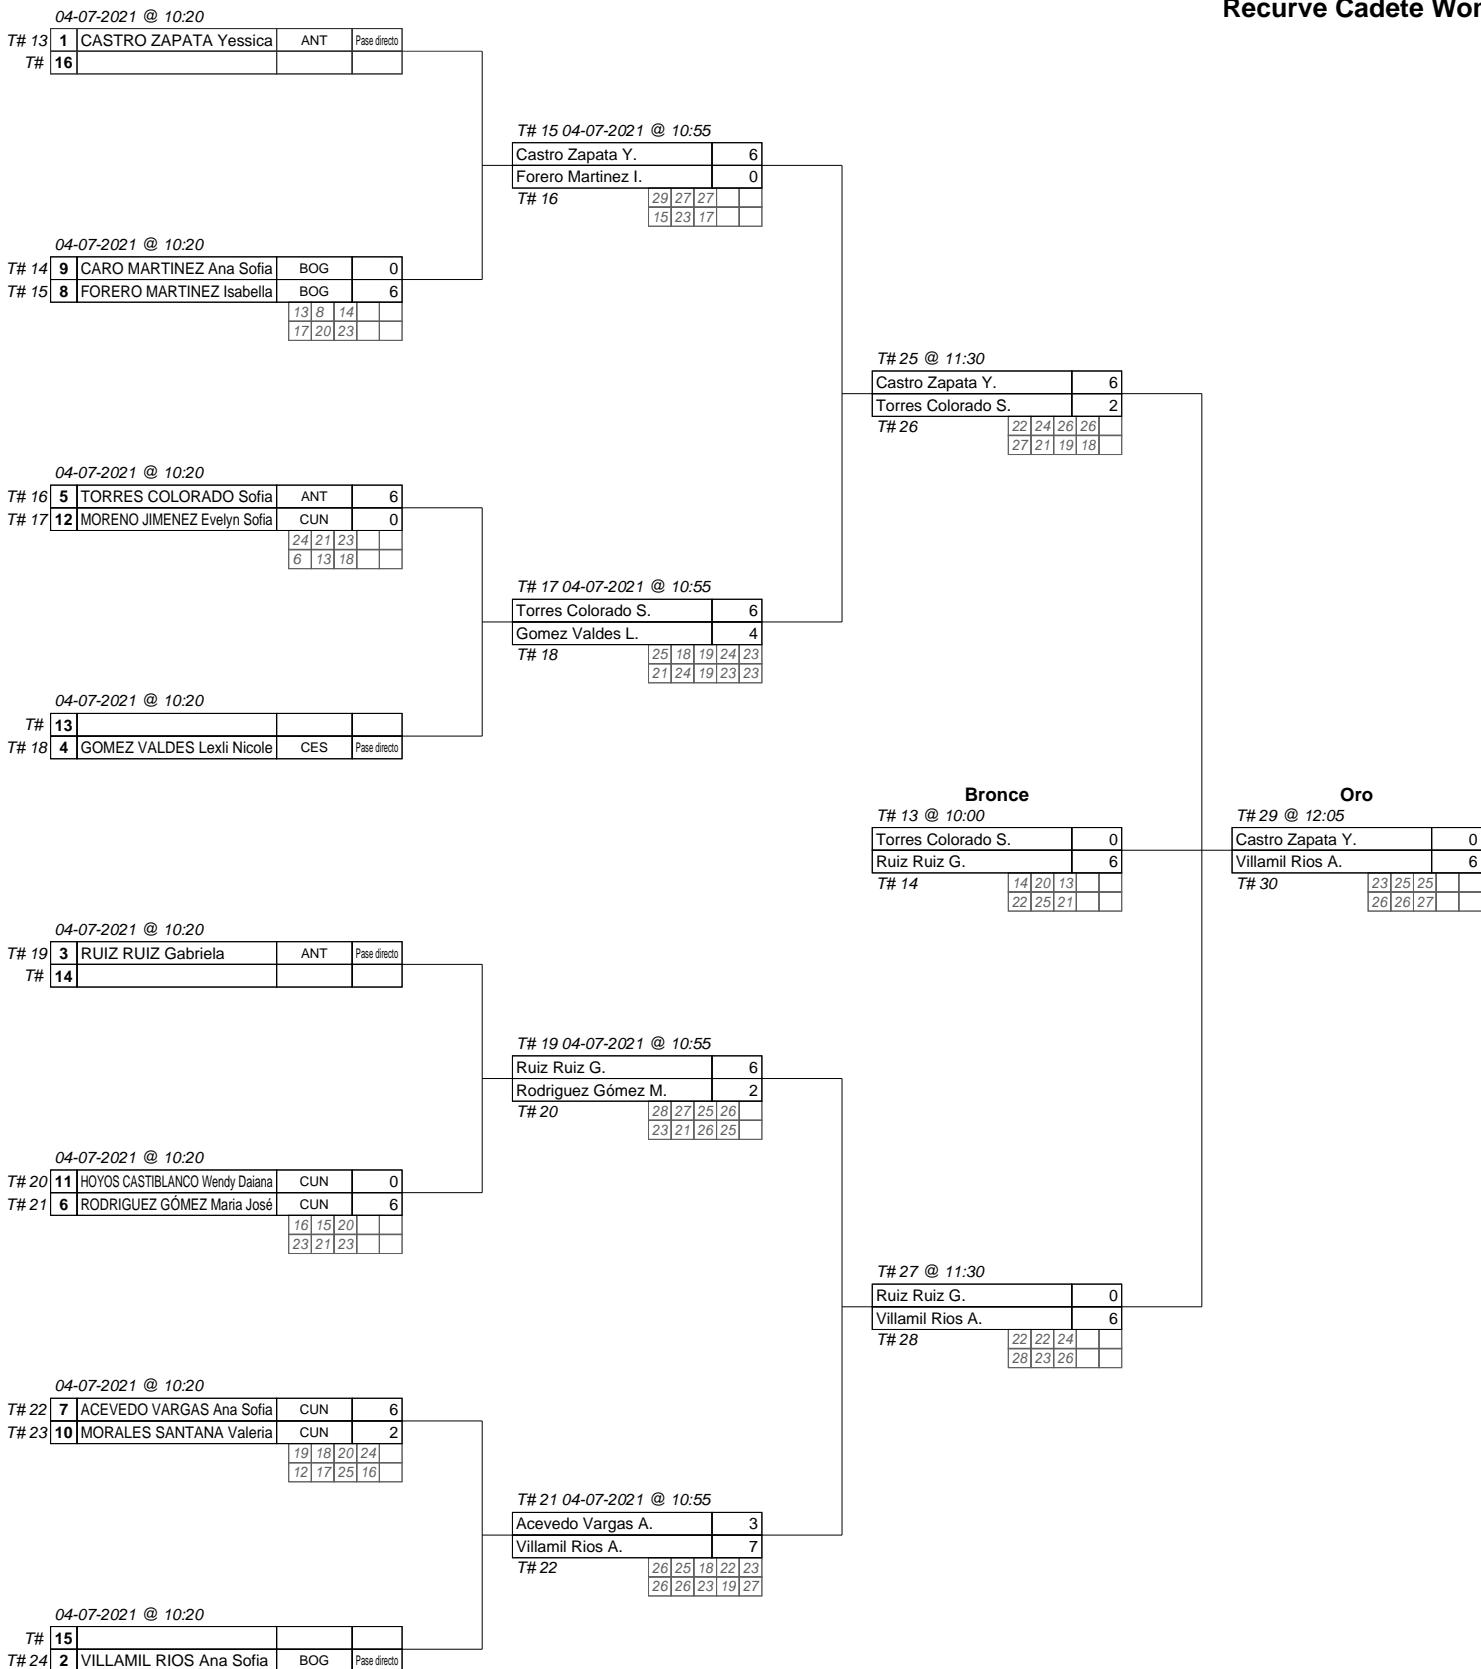 Recurve Cadete Wom
04-07-2021 @ 10:20
T# 13 1 CASTRO ZAPATA Yessica ANT Pase directo
T# 16
T# 15 04-07-2021 @ 10:55
Castro Zapata Y. 6
Forero Martinez I. 0
T# 16 29 27 27
15 23 17
04-07-2021 @ 10:20
T# 14 9 CARO MARTINEZ Ana Sofia BOG 0
T# 15 8 FORERO MARTINEZ Isabella BOG 6
13 8 14
17 20 23
T# 25 @ 11:30
Castro Zapata Y. 6
Torres Colorado S. 2
T# 26 22 24 26 26
27 21 19 18
04-07-2021 @ 10:20
T# 16 5 TORRES COLORADO Sofia ANT 6
T# 17 12 MORENO JIMENEZ Evelyn Sofia CUN 0
24 21 23
6 13 18
T# 17 04-07-2021 @ 10:55
Torres Colorado S. 6
Gomez Valdes L. 4
T# 18 25 18 19 24 23
21 24 19 23 23
04-07-2021 @ 10:20
T# 13
T# 18 4 GOMEZ VALDES Lexli Nicole CES Pase directo
Bronce
T# 13 @ 10:00
Torres Colorado S. 0
Ruiz Ruiz G. 6
T# 14 14 20 13
22 25 21
Oro
T# 29 @ 12:05
Castro Zapata Y. 0
Villamil Rios A. 6
T# 30 23 25 25
26 26 27
04-07-2021 @ 10:20
T# 19 3 RUIZ RUIZ Gabriela ANT Pase directo
T# 14
T# 19 04-07-2021 @ 10:55
Ruiz Ruiz G. 6
Rodriguez Gómez M. 2
T# 20 28 27 25 26
23 21 26 25
04-07-2021 @ 10:20
T# 20 11 HOYOS CASTIBLANCO Wendy Daiana CUN 0
T# 21 6 RODRIGUEZ GÓMEZ Maria José CUN 6
16 15 20
23 21 23
T# 27 @ 11:30
Ruiz Ruiz G. 0
Villamil Rios A. 6
T# 28 22 22 24
28 23 26
04-07-2021 @ 10:20
T# 22 7 ACEVEDO VARGAS Ana Sofia CUN 6
T# 23 10 MORALES SANTANA Valeria CUN 2
19 18 20 24
12 17 25 16
T# 21 04-07-2021 @ 10:55
Acevedo Vargas A. 3
Villamil Rios A. 7
T# 22 26 25 18 22 23
26 26 23 19 27
04-07-2021 @ 10:20
T# 15
T# 24 2 VILLAMIL RIOS Ana Sofia BOG Pase directo